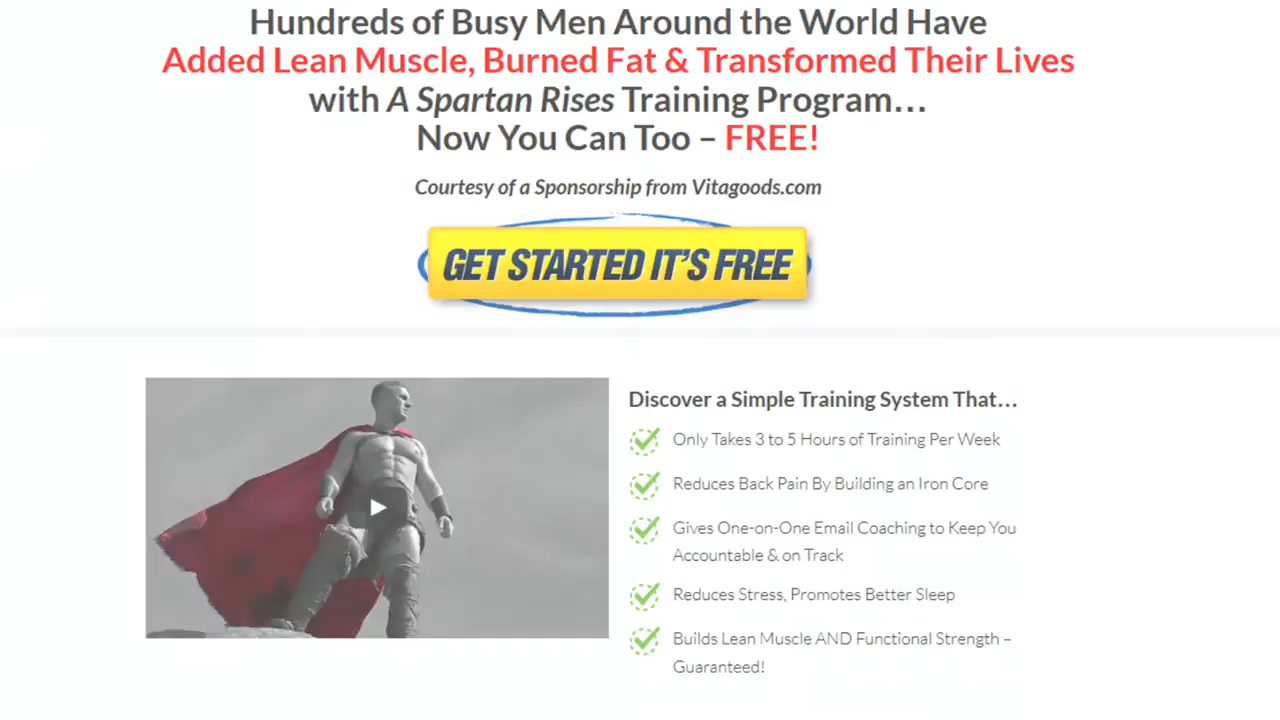 Hundreds of Busy Men Around the World Have
Added Lean Muscle, Burned Fat & Transformed Their Lives
with A Spartan Rises Training Program…
Now You Can Too – FREE!
Courtesy of a Sponsorship from Vitagoods.com
GET STARTED IT'S FREE
Discover a Simple Training System That…
Only Takes 3 to 5 Hours of Training Per Week
Reduces Back Pain By Building an Iron Core
Gives One-on-One Email Coaching to Keep You
Accountable & on Track
Reduces Stress, Promotes Better Sleep
Builds Lean Muscle AND Functional Strength –
Guaranteed!